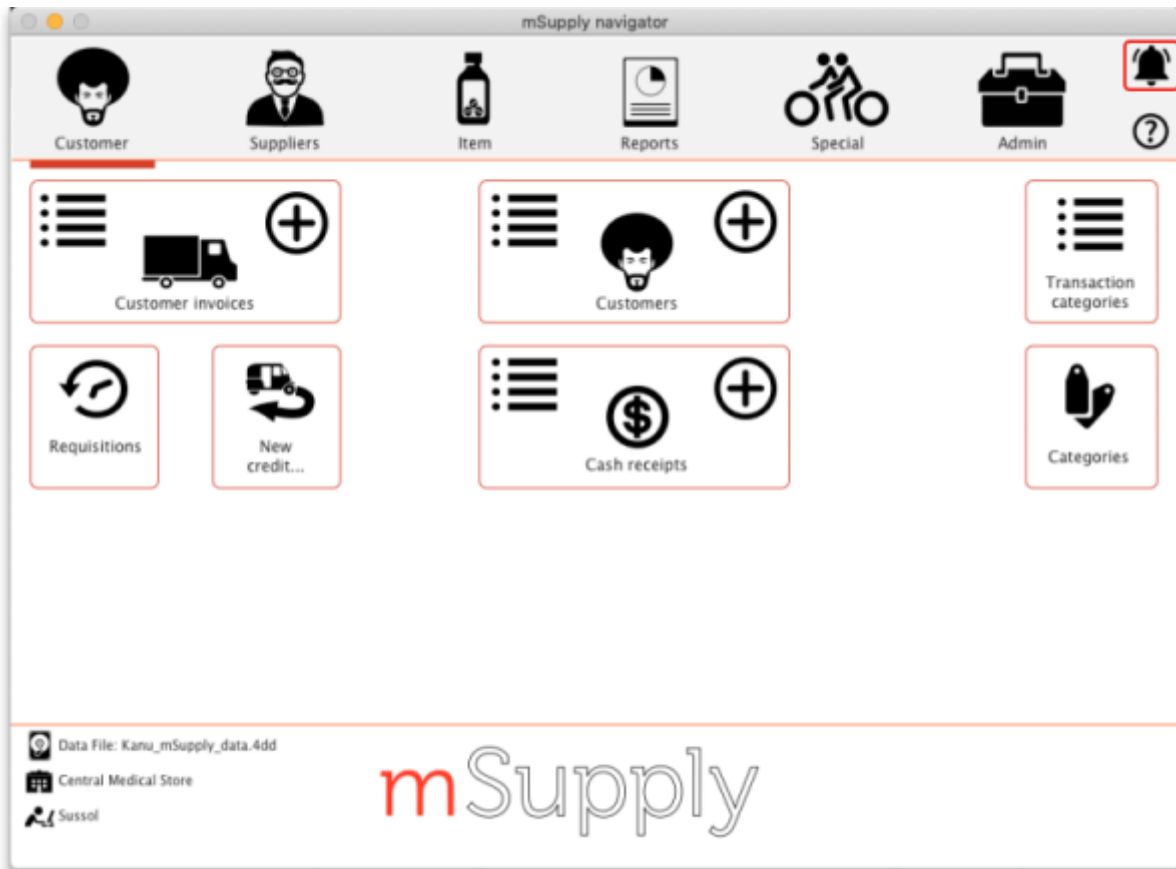 mSupply navigator
Customer
Suppliers
Item
Reports
Special
Admin
?
Customer invoices
Customers
Transaction
categories
Requisitions
New
credit...
$
Cash receipts
Categories
Data File: Kanu_mSupply_data.4dd
Central Medical Store
Sussol
mSupply